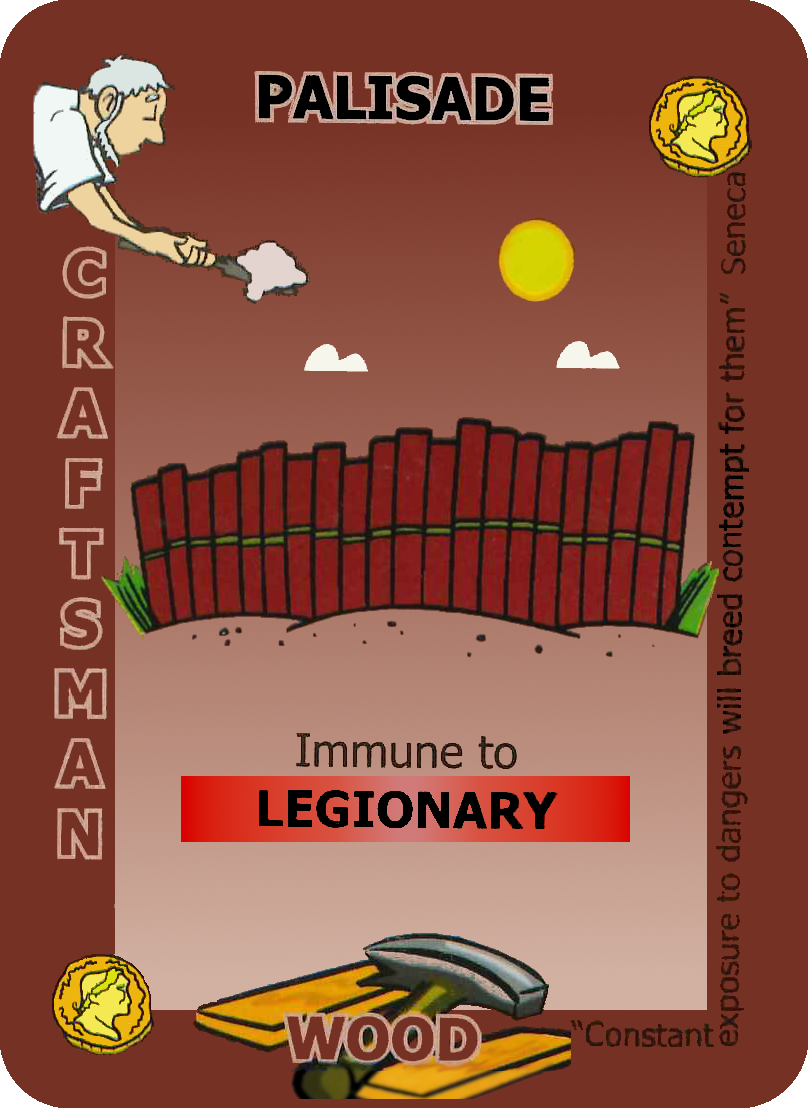 PALISADE
CRAFTSMAN
Immune to
LEGIONARY
WOOD
“Constant
exposure to dangers will breed contempt for them” Seneca